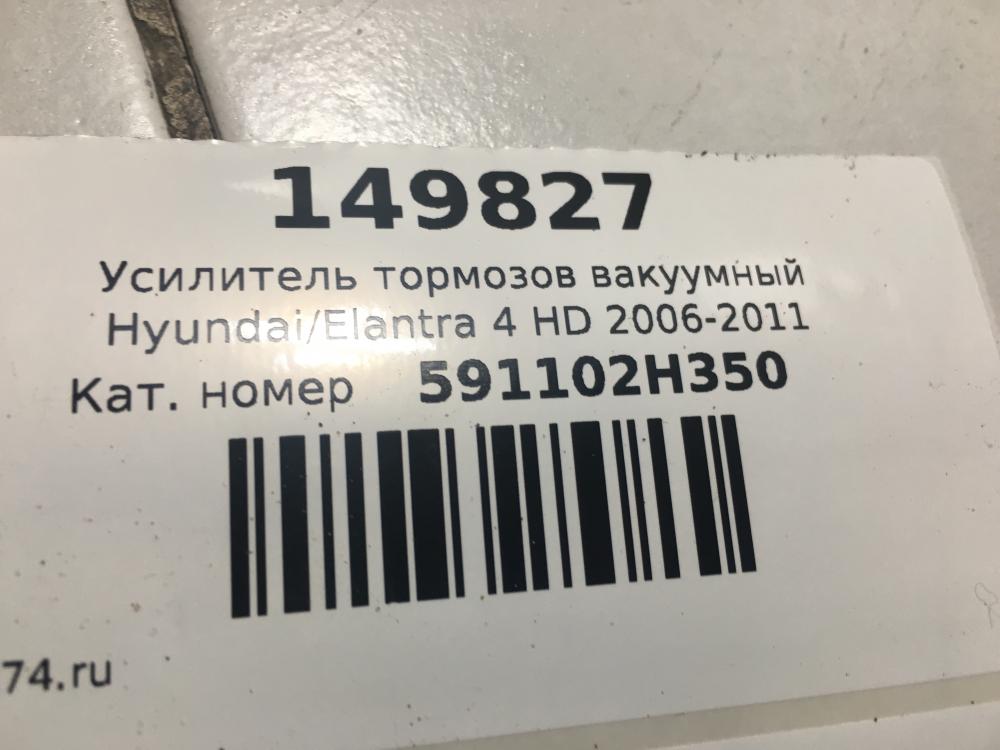 149827
Усилитель тормозов вакуумный
Hyundai/Elantra 4 HD 2006-2011
Кат. номер 591102H350
74.ru